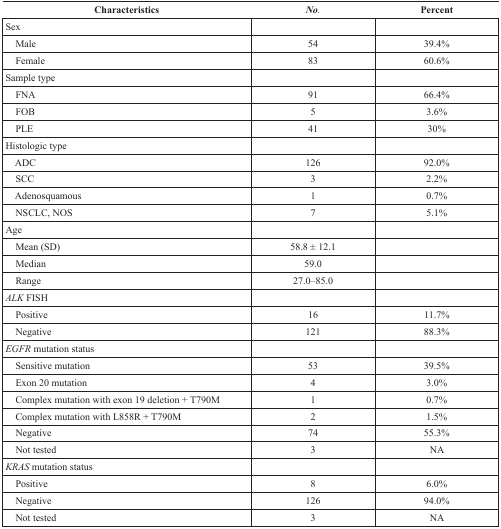 Characteristics No. Percent
Sex
Male 54 39.4%
Female 83 60.6%
Sample type
FNA 91 66.4%
FOB 5 3.6%
PLE 41 30%
Histologic type
ADC 126 92.0%
SCC 3 2.2%
Adenosquamous 1 0.7%
NSCLC, NOS 7 5.1%
Age
Mean (SD) 58.8 ± 12.1
Median 59.0
Range 27.0–85.0
ALK FISH
Positive 16 11.7%
Negative 121 88.3%
EGFR mutation status
Sensitive mutation 53 39.5%
Exon 20 mutation 4 3.0%
Complex mutation with exon 19 deletion + T790M 1 0.7%
Complex mutation with L858R + T790M 2 1.5%
Negative 74 55.3%
Not tested 3 NA
KRAS mutation status
Positive 8 6.0%
Negative 126 94.0%
Not tested 3 NA